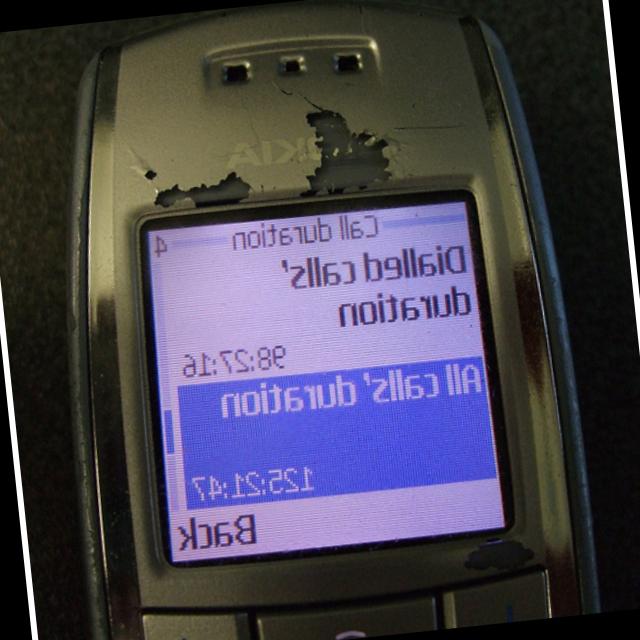 NOKIA
Call duration 4
Dialled calls'
duration
98:27:16
All calls' duration
125:21:47
Back